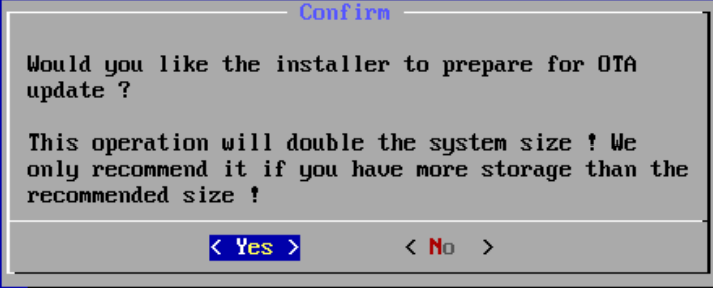 Confirm
Would you like the installer to prepare for OTA
update ?
This operation will double the system size ! We
only recommend it if you have more storage than the
recommended size !
< Yes > < No >